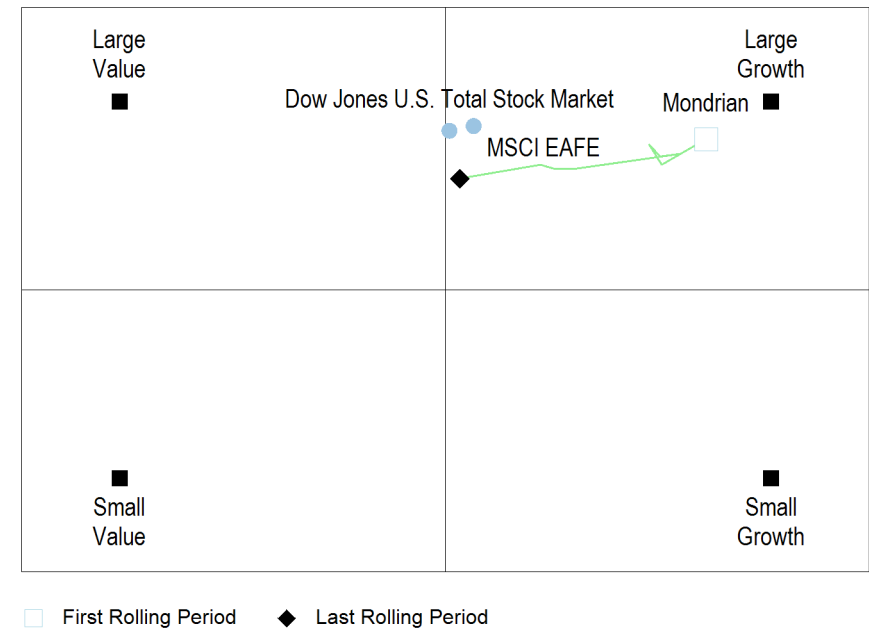 Large
Value
Large
Growth
Dow Jones U.S. Total Stock Market
Mondrian
MSCI EAFE
Small
Value
Small
Growth
First Rolling Period
Last Rolling Period